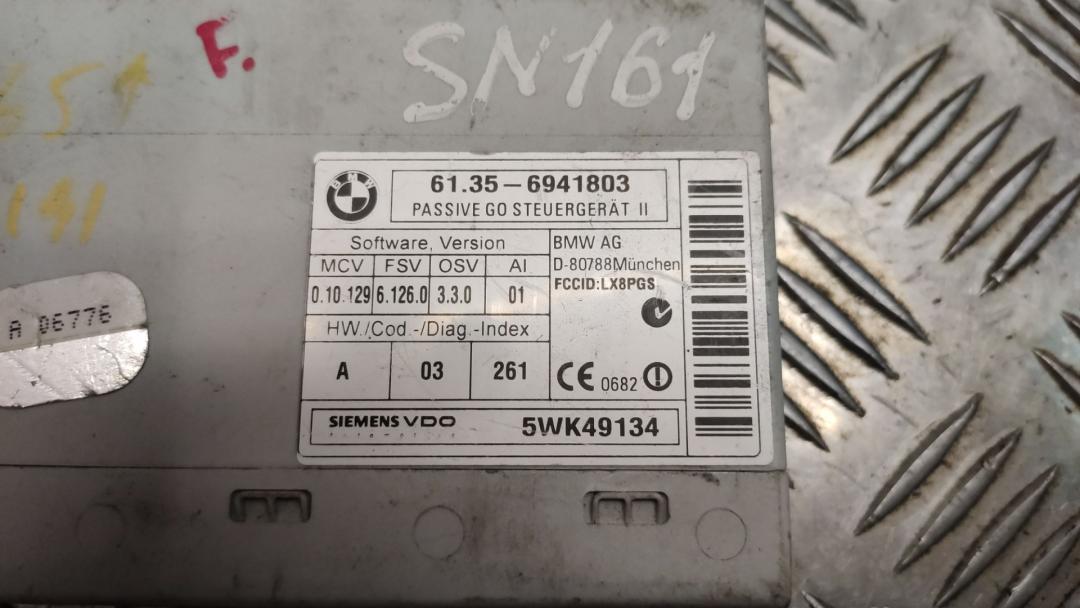 F.
SN161
141
A 06776
BMW
61.35-6941803
PASSIVE GO STEUERGERÄT II
Software, Version
MCV FSV OSV AI
0.10.129 6.126.0 3.3.0 01
HW./Cod.-/Diag.-Index
A 03 261
BMW AG
D-80788München
FCCID:LX8PGS
CE 0682
SIEMENS VDO
5WK49134